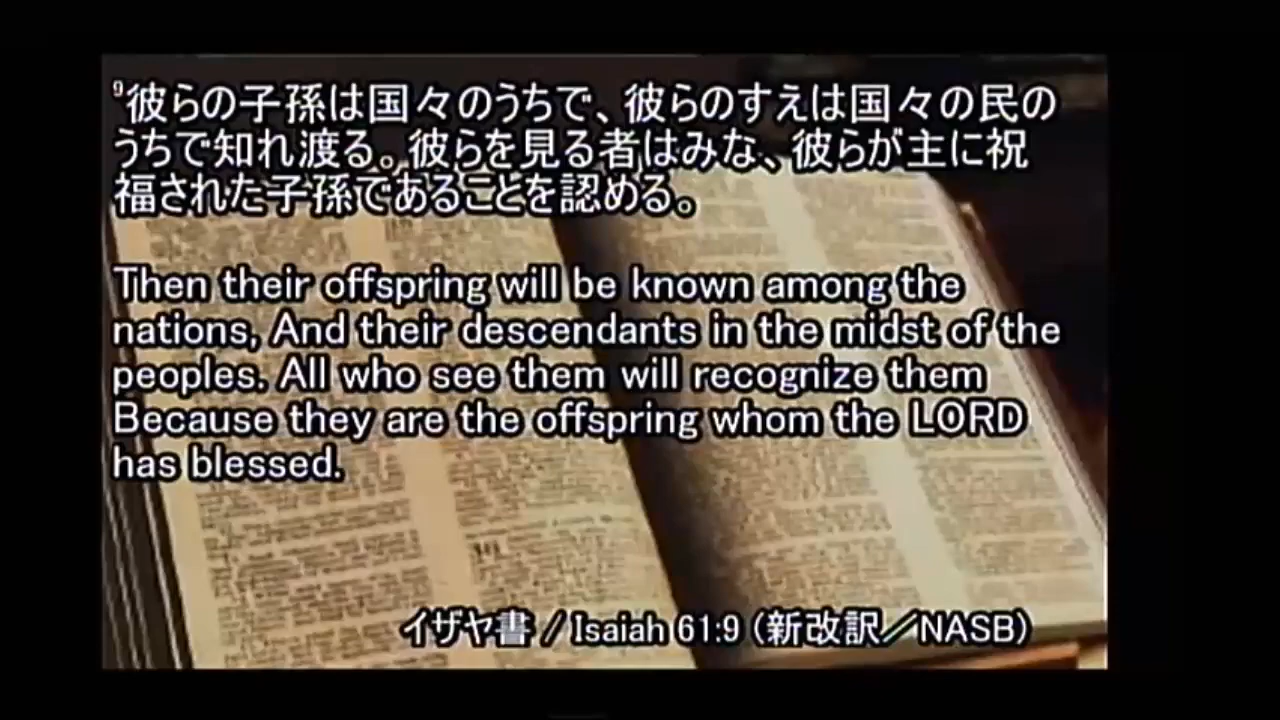 9彼らの子孫は国々のうちで、彼らのすえは国々の民の
うちで知れ渡る。彼らを見る者はみな、彼らが主に祝
福された子孫であることを認める。
Then their offspring will be known among the
nations, And their descendants in the midst of the
peoples. All who see them will recognize them
Because they are the offspring whom the LORD
has blessed.
イザヤ書 / Isaiah 61:9 (新改訳／NASB)